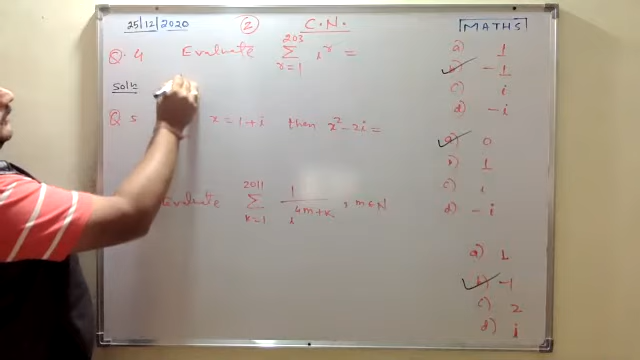 25/12/2020 2 C.N. MATHS
Q.4 Evaluate 203 ∑ r=1 i^r =
a) 1
b) -1
c) i
d) -i
Soln
Q 5 x = 1 + i then x² - 2i =
a) 0
b) 1
c) i
d) -i
Evaluate 2011 ∑ k=1 1 / i^(4m+k) , m ∈ N
a) 1
b) -1
c) 2
d) i